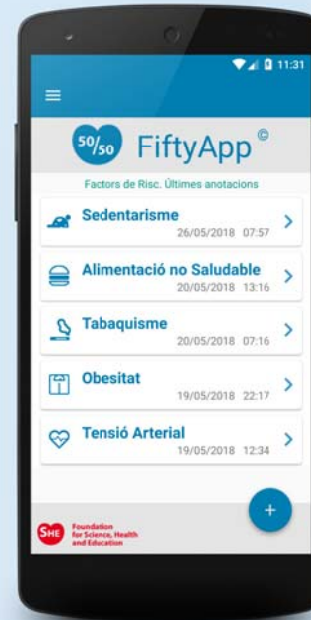 11:31
50/50
FiftyApp©
Factors de Risc. Últimes anotacions
Sedentarisme
26/05/2018 07:57
Alimentació no Saludable
20/05/2018 13:16
Tabaquisme
20/05/2018 07:16
Obesitat
19/05/2018 22:17
Tensió Arterial
19/05/2018 12:34
+
SHE
Foundation
for Science, Health
and Education